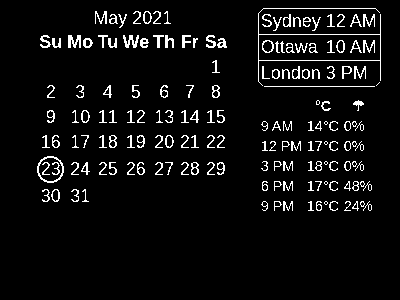 May 2021
Su Mo Tu We Th Fr Sa
1
2 3 4 5 6 7 8
9 10 11 12 13 14 15
16 17 18 19 20 21 22
23 24 25 26 27 28 29
30 31
Sydney 12 AM
Ottawa 10 AM
London 3 PM
°C ☂
9 AM 14°C 0%
12 PM 17°C 0%
3 PM 18°C 0%
6 PM 17°C 48%
9 PM 16°C 24%